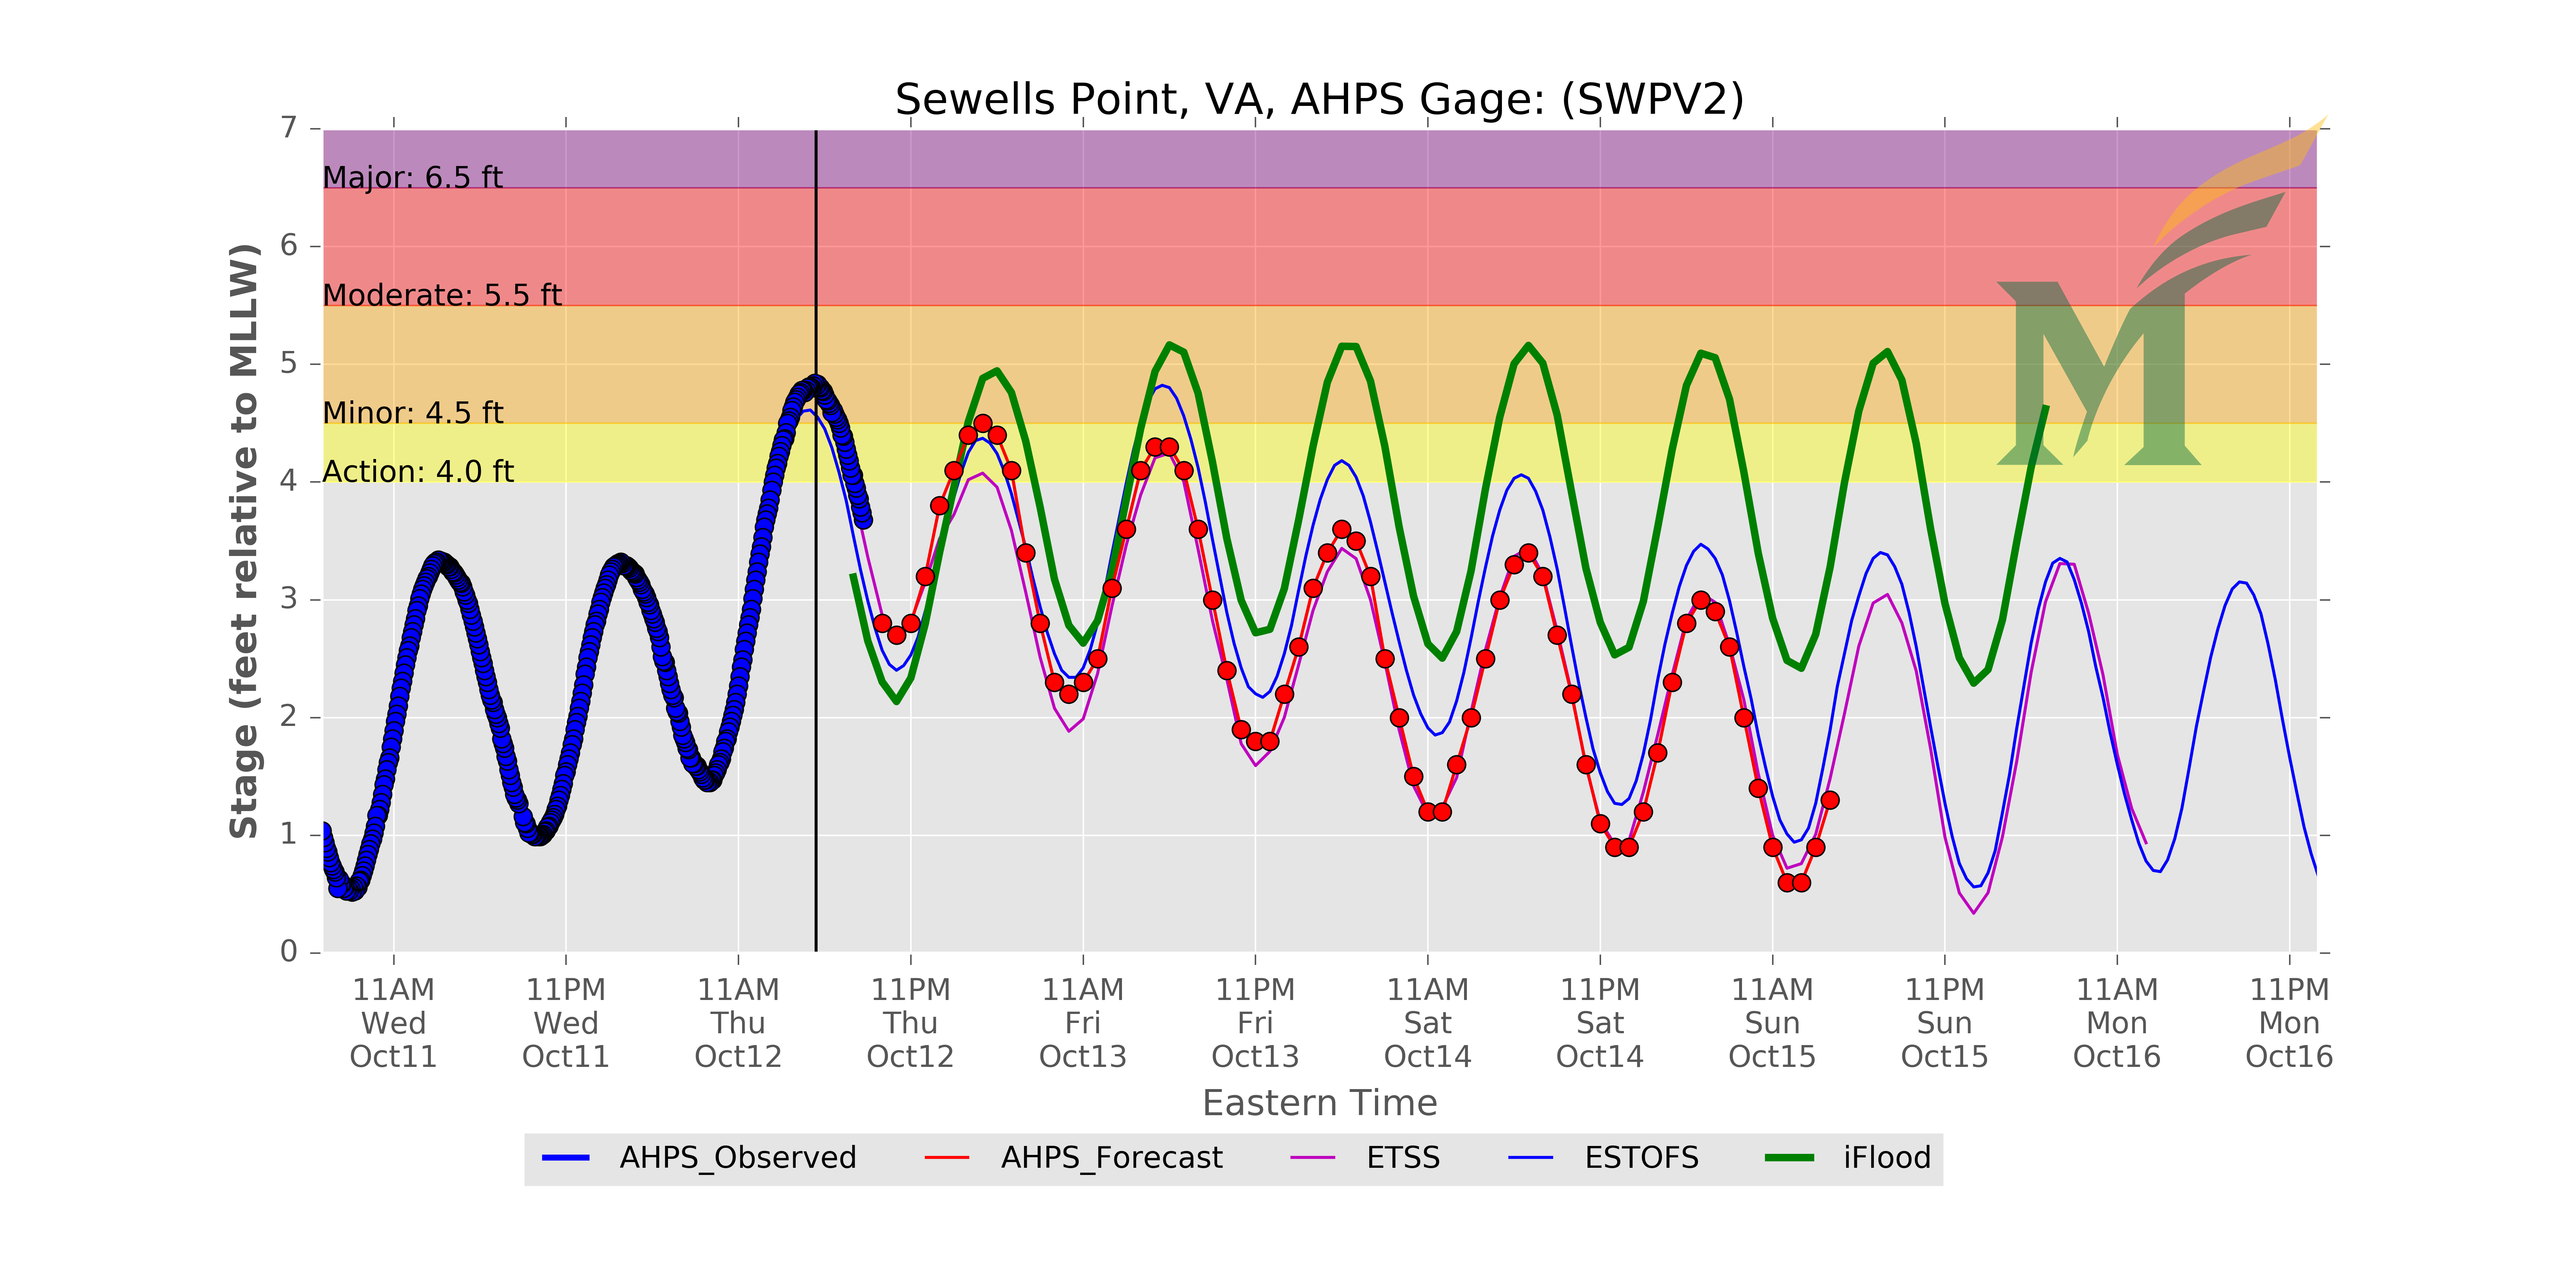 Sewells Point, VA, AHPS Gage: (SWPV2)
Stage (feet relative to MLLW)
7
6
5
4
3
2
1
0
Major: 6.5 ft
Moderate: 5.5 ft
Minor: 4.5 ft
Action: 4.0 ft
M
11AM 11PM 11AM 11PM 11AM 11PM 11AM 11PM 11AM 11PM 11AM 11PM
Wed Wed Thu Thu Fri Fri Sat Sat Sun Sun Mon Mon
Oct11 Oct11 Oct12 Oct12 Oct13 Oct13 Oct14 Oct14 Oct15 Oct15 Oct16 Oct16
Eastern Time
AHPS_Observed AHPS_Forecast ETSS ESTOFS iFlood